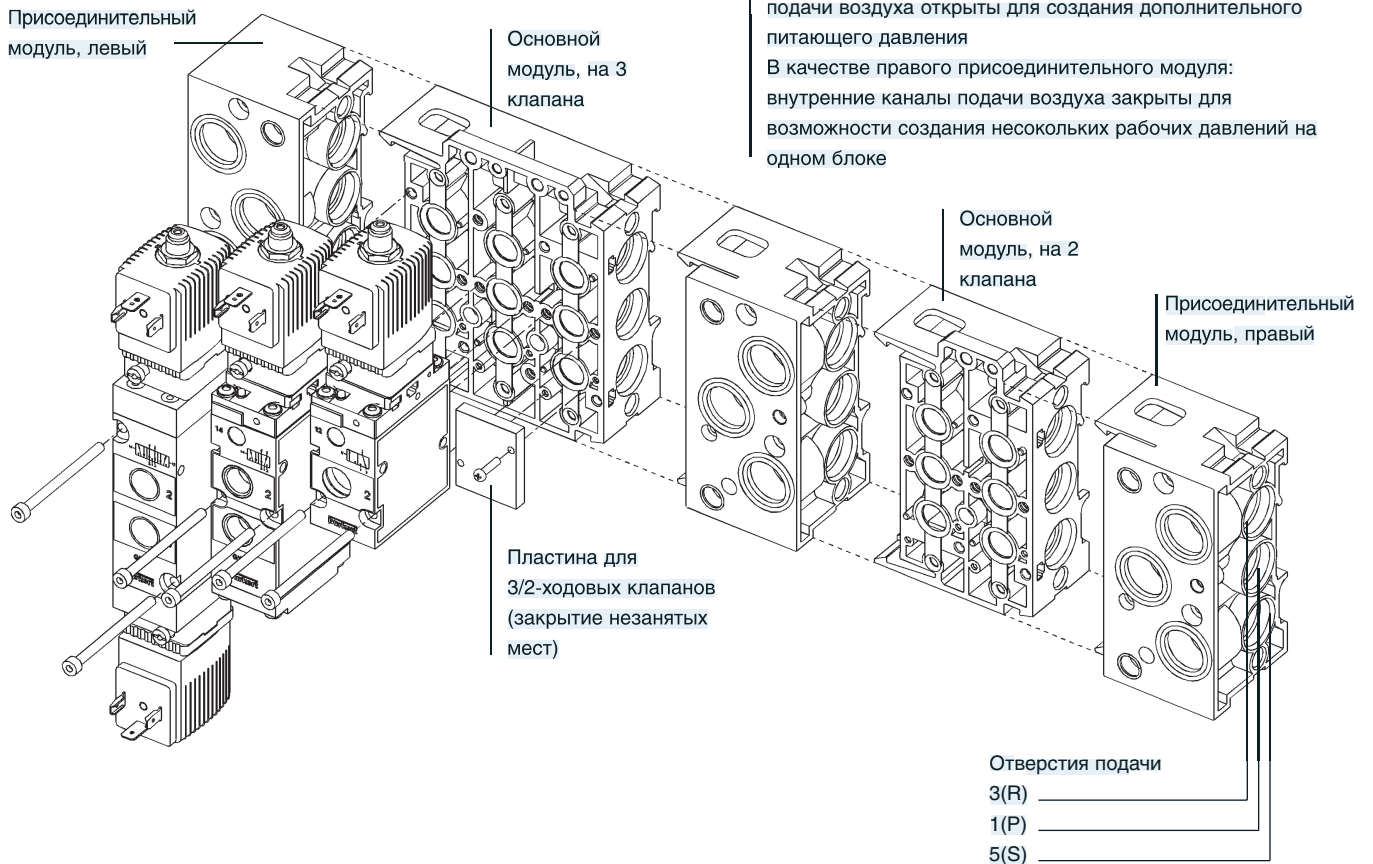 Присоединительный
модуль, левый
Основной
модуль, на 3
клапана
подачи воздуха открыты для создания дополнительного
питающего давления
В качестве правого присоединительного модуля:
внутренние каналы подачи воздуха закрыты для
возможности создания несокольких рабочих давлений на
одном блоке
Основной
модуль, на 2
клапана
Присоединительный
модуль, правый
14
12
2
2
2
Пластина для
3/2-ходовых клапанов
(закрытие незанятых
мест)
Отверстия подачи
3(R)
1(P)
5(S)